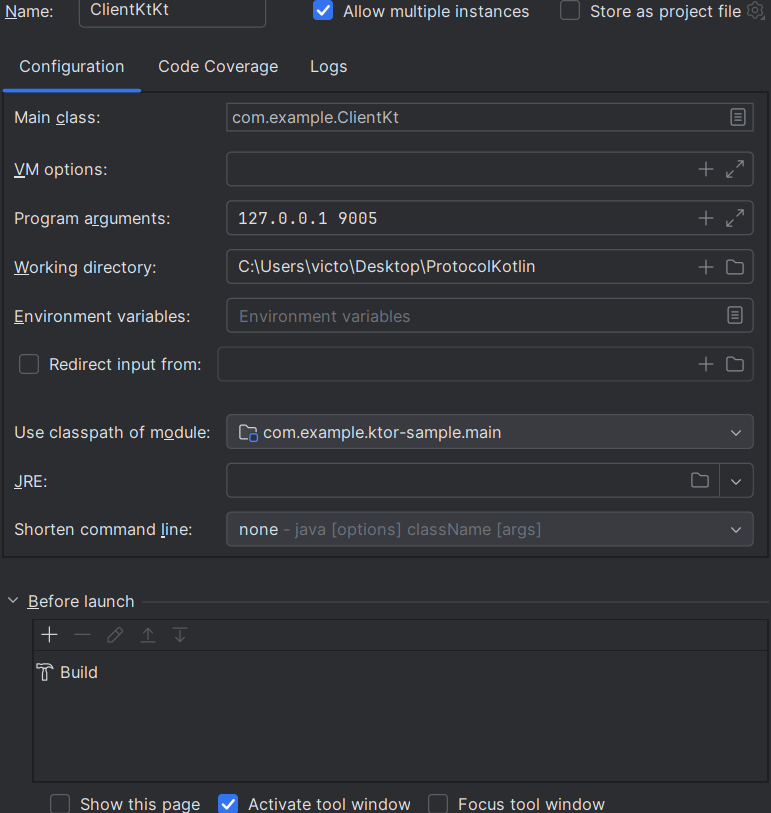 Name: ClientKtKt Allow multiple instances Store as project file
Configuration Code Coverage Logs
Main class: com.example.ClientKt
VM options:
Program arguments: 127.0.0.1 9005
Working directory: C:\Users\victo\Desktop\ProtocolKotlin
Environment variables: Environment variables
Redirect input from:
Use classpath of module: com.example.ktor-sample.main
JRE:
Shorten command line: none - java [options] className [args]
Before launch
Build
Show this page Activate tool window Focus tool window